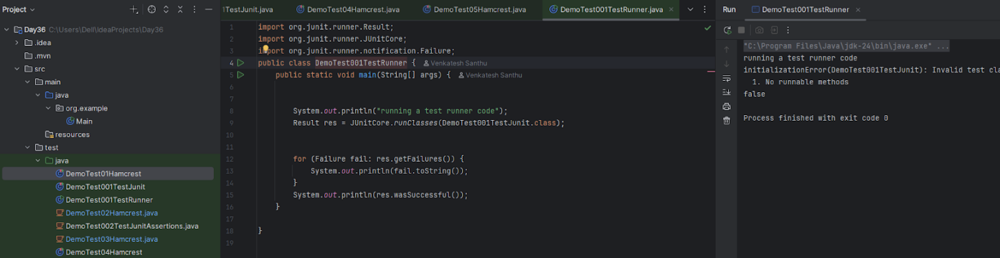 Project
Day36 C:\Users\Dell\IdeaProjects\Day36
.idea
.mvn
src
main
java
org.example
Main
resources
test
java
DemoTest01Hamcrest
DemoTest001TestJunit
DemoTest001TestRunner
DemoTest02Hamcrest.java
DemoTest002TestJunitAssertions.java
DemoTest03Hamcrest.java
DemoTest04Hamcrest
1TestJunit.java DemoTest04Hamcrest.java DemoTest05Hamcrest.java DemoTest001TestRunner.java
1 import org.junit.runner.Result;
2 import org.junit.runner.JUnitCore;
3 import org.junit.runner.notification.Failure;
4 public class DemoTest001TestRunner { Venkatesh Santhu
5 public static void main(String[] args) { Venkatesh Santhu
6
7
8 System.out.println("running a test runner code");
9 Result res = JUnitCore.runClasses(DemoTest001TestJunit.class);
10
11
12 for (Failure fail: res.getFailures()) {
13 System.out.println(fail.toString());
14 }
15 System.out.println(res.wasSuccessful());
16 }
17
18 }
19
Run DemoTest001TestRunner
"C:\Program Files\Java\jdk-24\bin\java.exe" ...
running a test runner code
initializationError(DemoTest001TestJunit): Invalid test cla
1. No runnable methods
false
Process finished with exit code 0